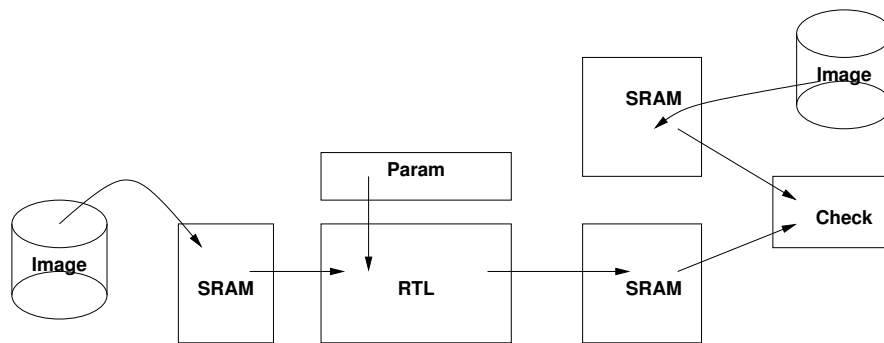 Image
SRAM
Param
Check
Image
SRAM
RTL
SRAM